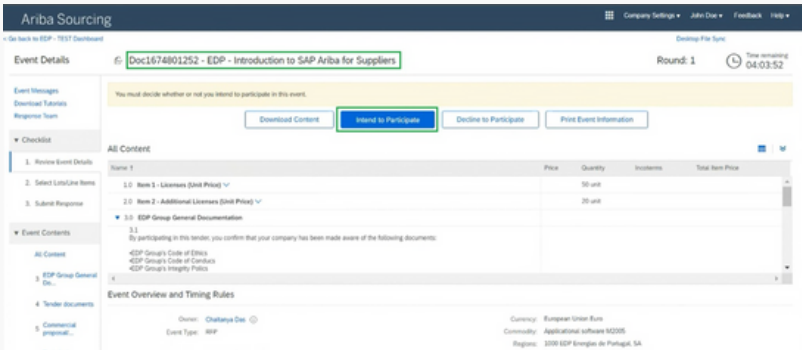 Ariba Sourcing
Company Settings ▾ John Doe ▾ Feedback Help ▾
< Go back to EDP - TEST Dashboard
Desktop File Sync
Event Details
Doc1674801252 - EDP - Introduction to SAP Ariba for Suppliers
Round: 1
Time remaining
04:03:52
Event Messages
Download Tutorials
Response Team
You must decide whether or not you intend to participate in this event.
Download Content
Intend to Participate
Decline to Participate
Print Event Information
▼ Checklist
1. Review Event Details
2. Select Lots/Line Items
3. Submit Response
▼ Event Contents
All Content
3 EDP Group General Do...
4 Tender documents
5 Commercial proposal/...
All Content
Name ↑ Price Quantity Incoterms Total Item Price
1.0 Item 1 - Licenses (Unit Price) 50 unit
2.0 Item 2 - Additional Licenses (Unit Price) 20 unit
▼ 3.0 EDP Group General Documentation
3.1
By participating in this tender, you confirm that your company has been made aware of the following documents:
•EDP Group's Code of Ethics
•EDP Group's Code of Conducs
•EDP Group's Integrity Policis
Event Overview and Timing Rules
Owner: Chaitanya Das
Event Type: RFP
Currency: European Union Euro
Commodity: Applicational software M2005
Regions: 1000 EDP Energias de Portugal, SA